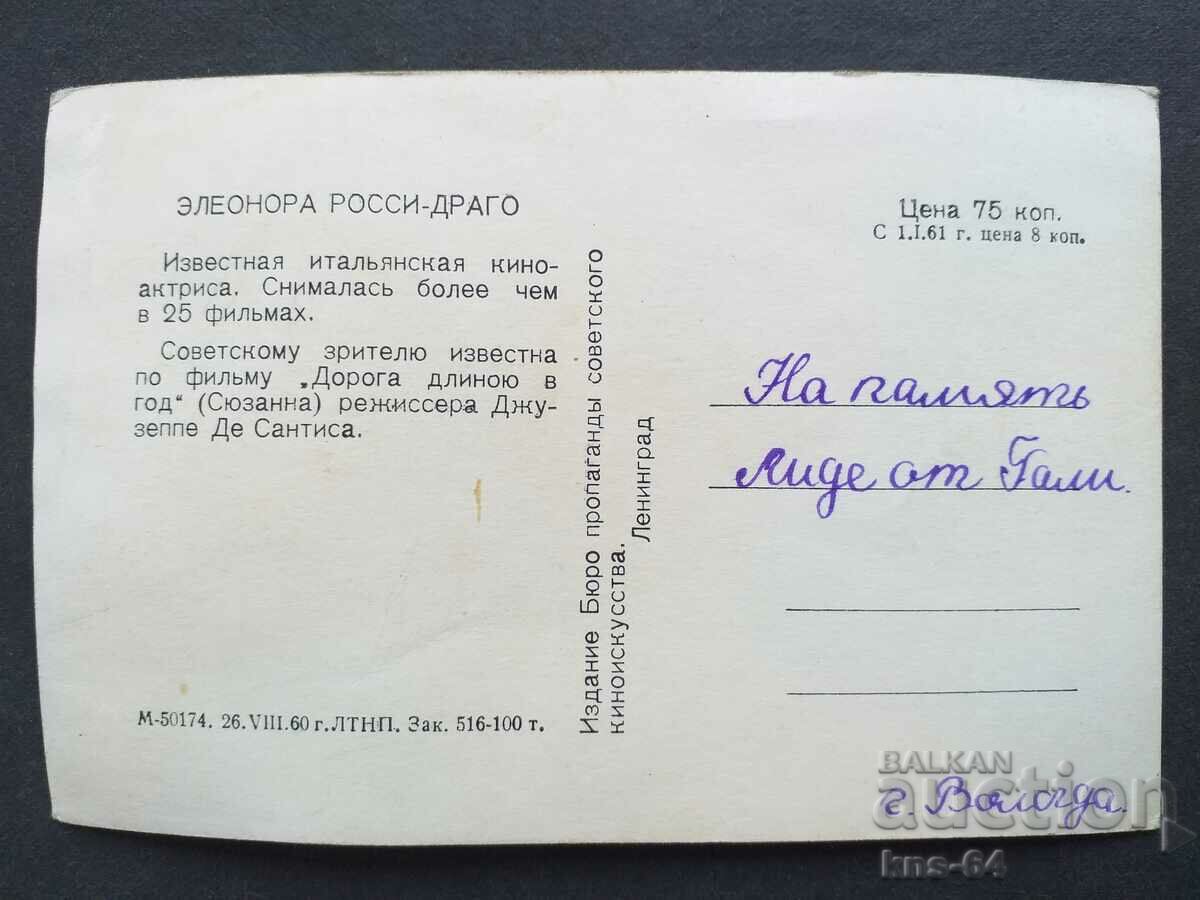 ЭЛЕОНОРА РОССИ-ДРАГО
Известная итальянская кино-
актриса. Снималась более чем
в 25 фильмах.
Советскому зрителю известна
по фильму „Дорога длиною в
год“ (Сюзанна) режиссера Джу-
зеппе Де Сантиса.
М-50174. 26.VIII.60 г. ЛТНП. Зак. 516-100 т.
Издание Бюро пропаганды советского
киноискусства.
Ленинград
Цена 75 коп.
С 1.I.61 г. цена 8 коп.
На память
Лиде от Гали.
г. Вологда.
BALKAN
auction
kns-64